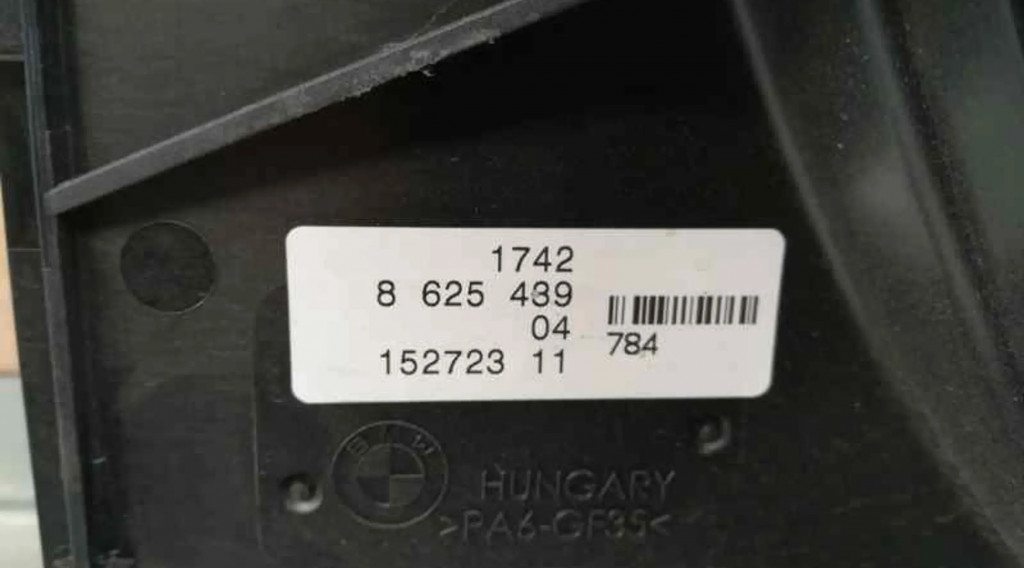 1742
8 625 439
04
784
152723 11
BMW
HUNGARY
>PA6-GF35<